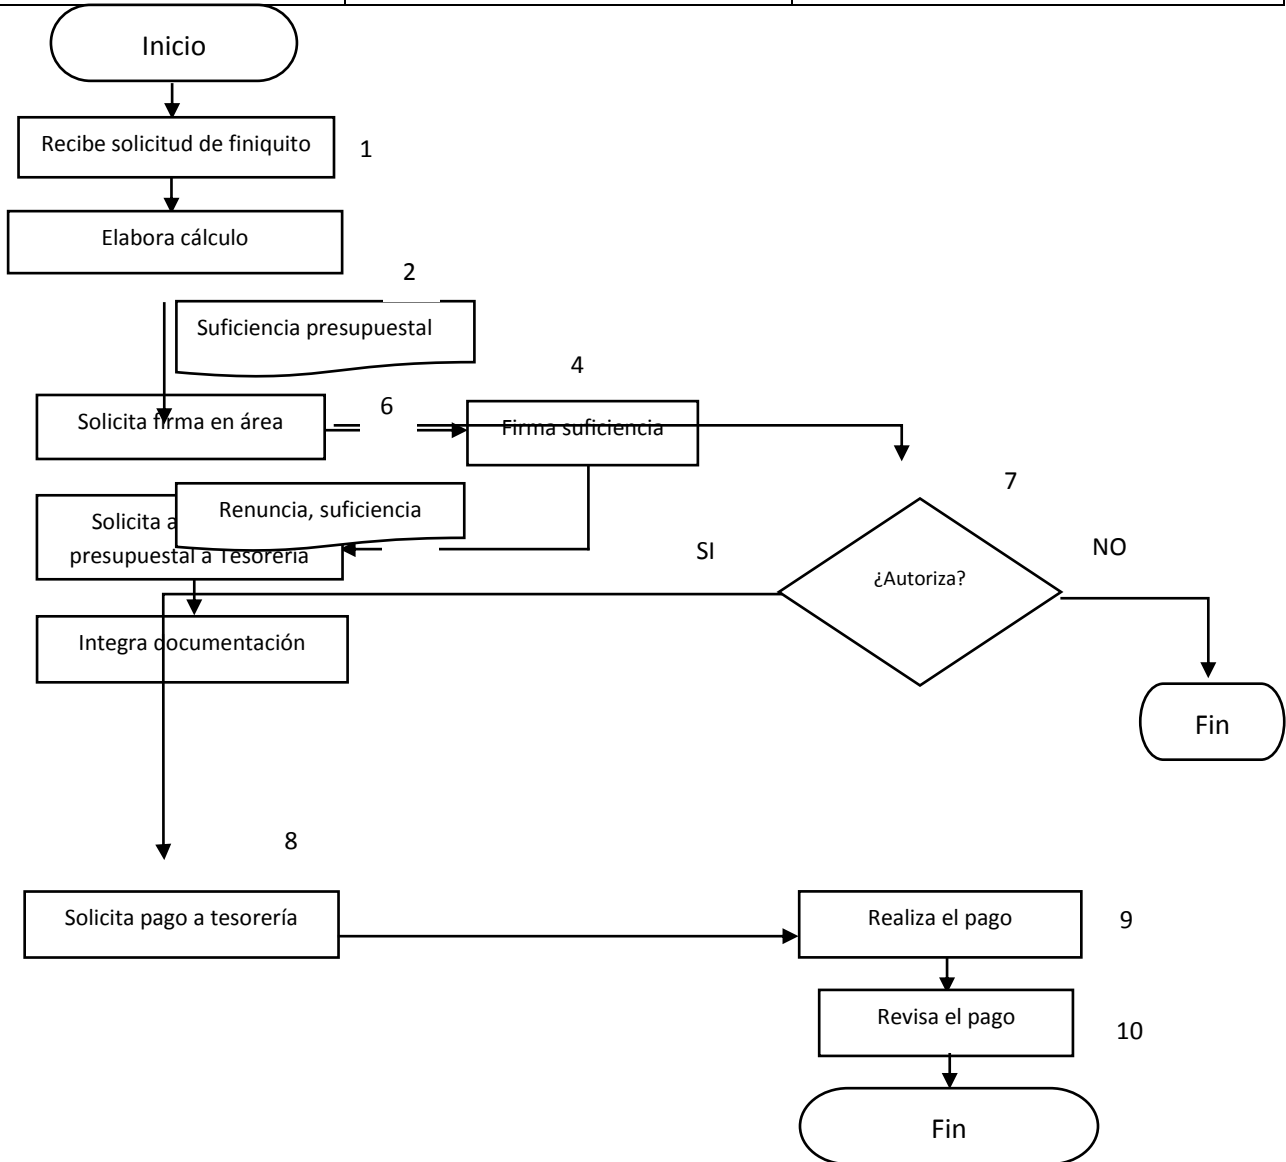 Inicio
Recibe solicitud de finiquito
1
Elabora cálculo
2
Suficiencia presupuestal
4
Solicita firma en área
6
Firma suficiencia
7
Renuncia, suficiencia
Solicita a
presupuestal a Tesorería
SI
NO
¿Autoriza?
Integra documentación
Fin
8
Solicita pago a tesorería
Realiza el pago
9
Revisa el pago
10
Fin